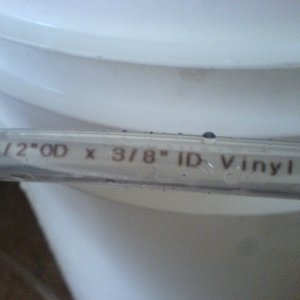 /2"OD x 3/8" ID Vinyl